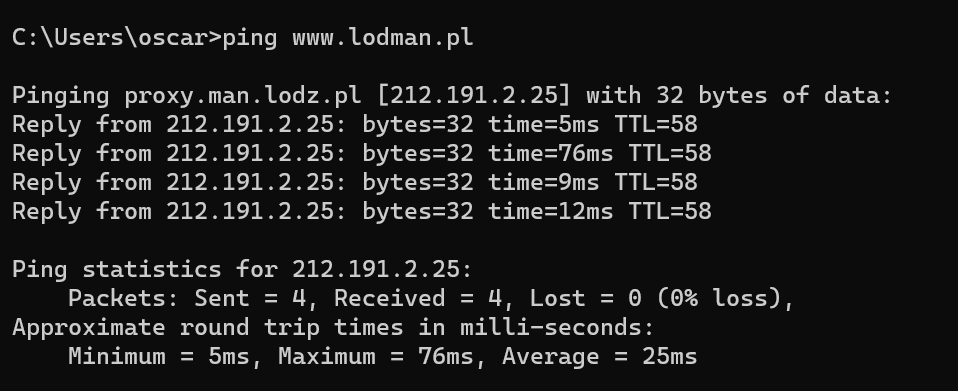 C:\Users\oscar>ping www.lodman.pl
Pinging proxy.man.lodz.pl [212.191.2.25] with 32 bytes of data:
Reply from 212.191.2.25: bytes=32 time=5ms TTL=58
Reply from 212.191.2.25: bytes=32 time=76ms TTL=58
Reply from 212.191.2.25: bytes=32 time=9ms TTL=58
Reply from 212.191.2.25: bytes=32 time=12ms TTL=58
Ping statistics for 212.191.2.25:
    Packets: Sent = 4, Received = 4, Lost = 0 (0% loss),
Approximate round trip times in milli-seconds:
    Minimum = 5ms, Maximum = 76ms, Average = 25ms